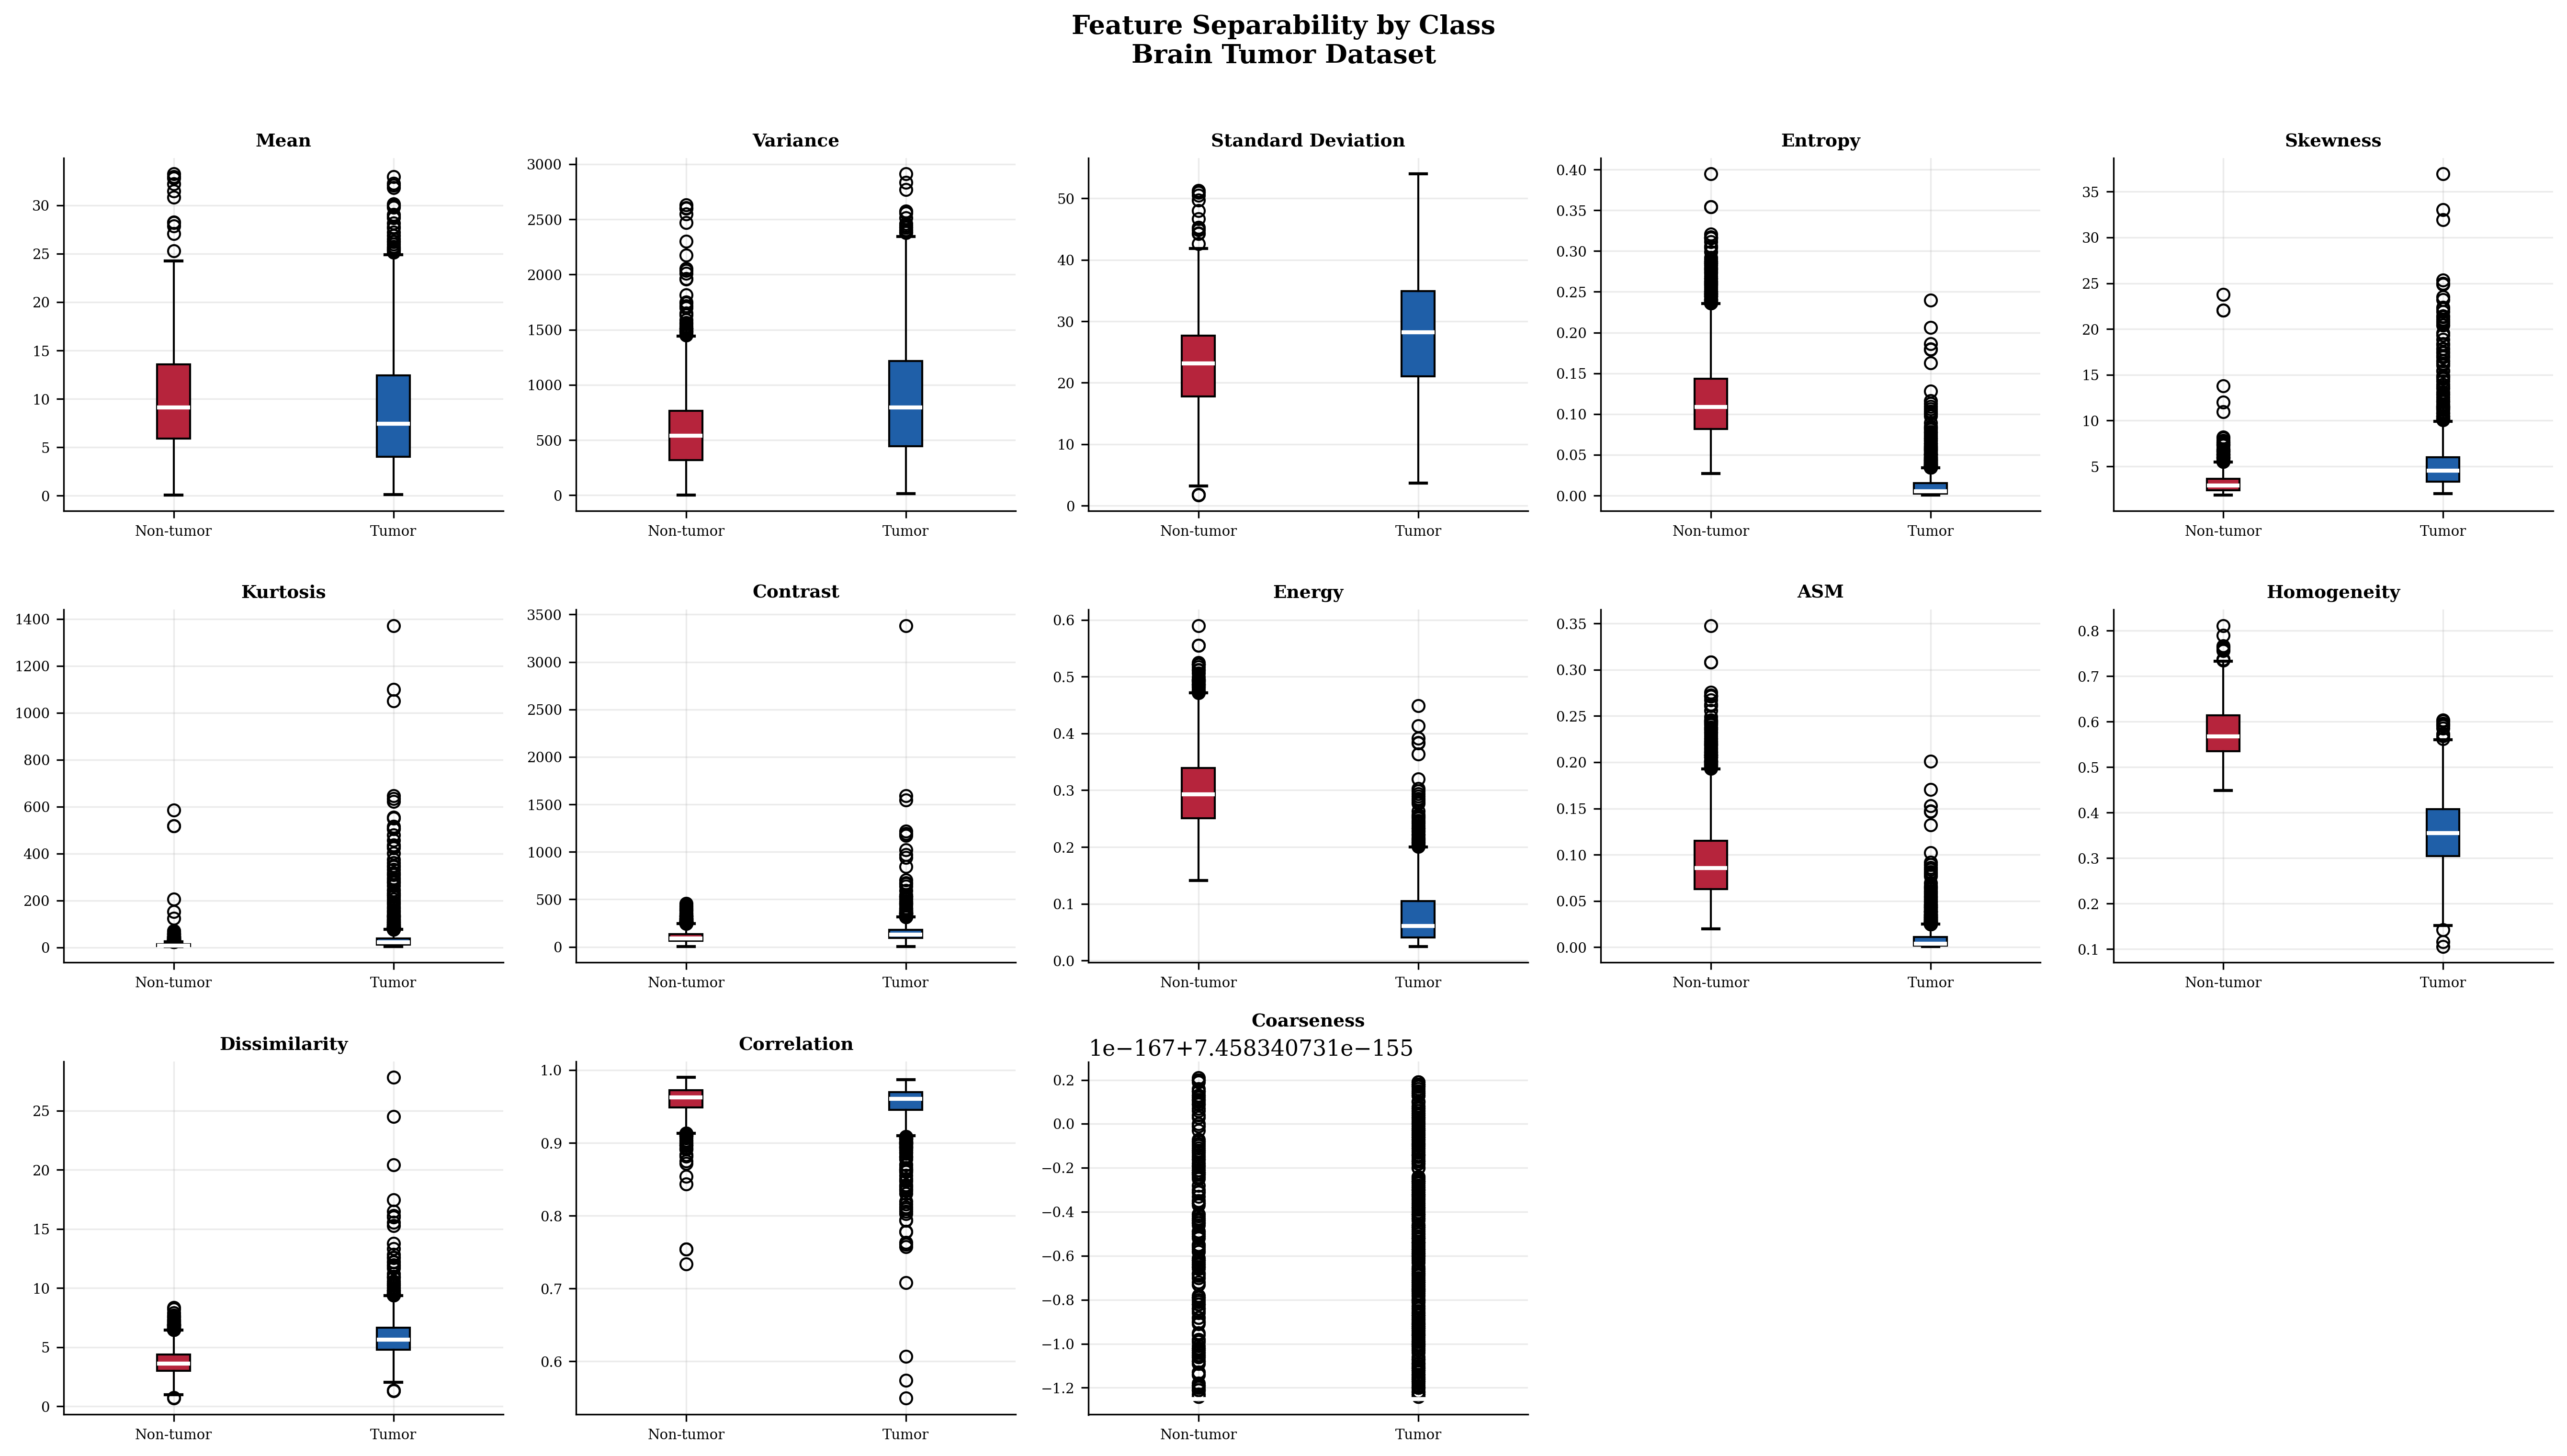 Feature Separability by Class
Brain Tumor Dataset
Mean
30
25
20
15
10
5
0
Non-tumor
Tumor
Variance
3000
2500
2000
1500
1000
500
0
Non-tumor
Tumor
Standard Deviation
50
40
30
20
10
0
Non-tumor
Tumor
Entropy
0.40
0.35
0.30
0.25
0.20
0.15
0.10
0.05
0.00
Non-tumor
Tumor
Skewness
35
30
25
20
15
10
5
Non-tumor
Tumor
Kurtosis
1400
1200
1000
800
600
400
200
0
Non-tumor
Tumor
Contrast
3500
3000
2500
2000
1500
1000
500
0
Non-tumor
Tumor
Energy
0.6
0.5
0.4
0.3
0.2
0.1
0.0
Non-tumor
Tumor
ASM
0.35
0.30
0.25
0.20
0.15
0.10
0.05
0.00
Non-tumor
Tumor
Homogeneity
0.8
0.7
0.6
0.5
0.4
0.3
0.2
0.1
Non-tumor
Tumor
Dissimilarity
25
20
15
10
5
0
Non-tumor
Tumor
Correlation
1.0
0.9
0.8
0.7
0.6
Non-tumor
Tumor
Coarseness
1e−167+7.458340731e−155
0.2
0.0
−0.2
−0.4
−0.6
−0.8
−1.0
−1.2
Non-tumor
Tumor